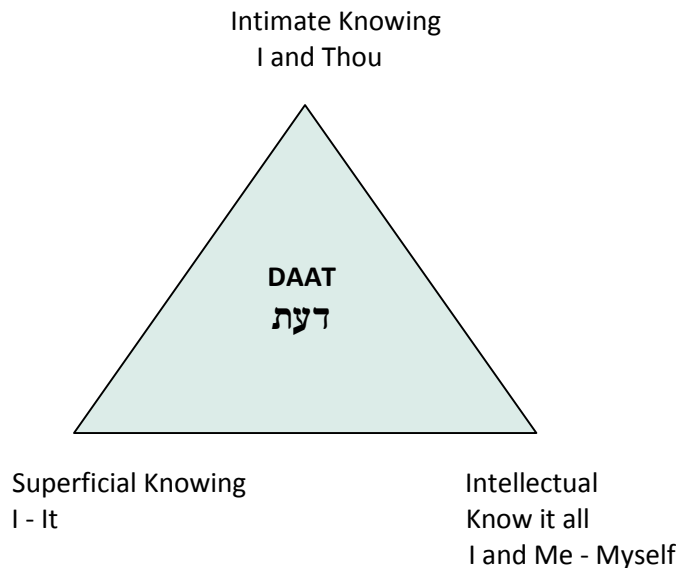 Intimate Knowing
I and Thou
DAAT
דעת
Superficial Knowing
I - It
Intellectual
Know it all
I and Me - Myself